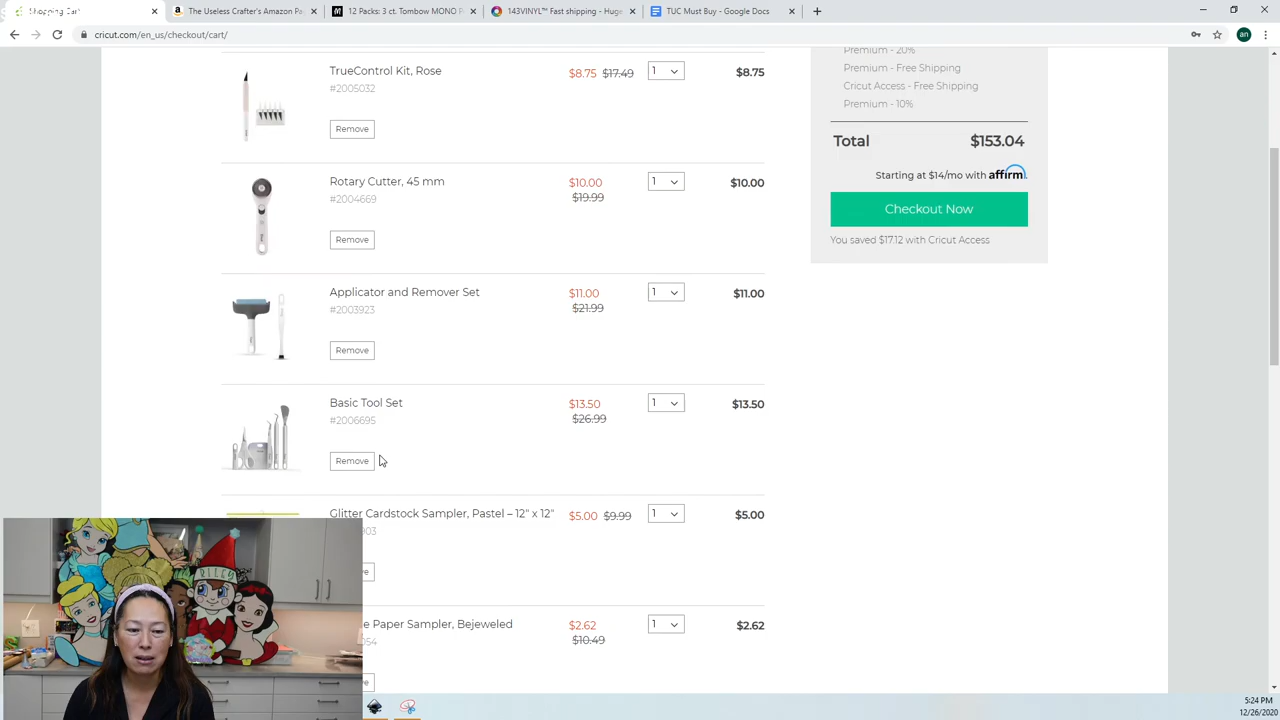 Shopping Cart
The Useless Crafter's Amazon Pa
12 Packs: 3 ct. Tombow MONO P
143VINYL™ Fast shipping - Huge
TUC Must Buy - Google Docs
cricut.com/en_us/checkout/cart/
an
Premium - 20%
Premium - Free Shipping
Cricut Access - Free Shipping
Premium - 10%
Total $153.04
Starting at $14/mo with affirm
Checkout Now
You saved $17.12 with Cricut Access
TrueControl Kit, Rose $8.75 $17.49 1 $8.75
#2005032
Remove
Rotary Cutter, 45 mm $10.00 1 $10.00
#2004669 $19.99
Remove
Applicator and Remover Set $11.00 1 $11.00
#2003923 $21.99
Remove
Basic Tool Set $13.50 1 $13.50
#2006695 $26.99
Remove
Glitter Cardstock Sampler, Pastel – 12" x 12" $5.00 $9.99 1 $5.00
Paper Sampler, Bejeweled $2.62 1 $2.62
$10.49
RILEY
5:24 PM
12/26/2020